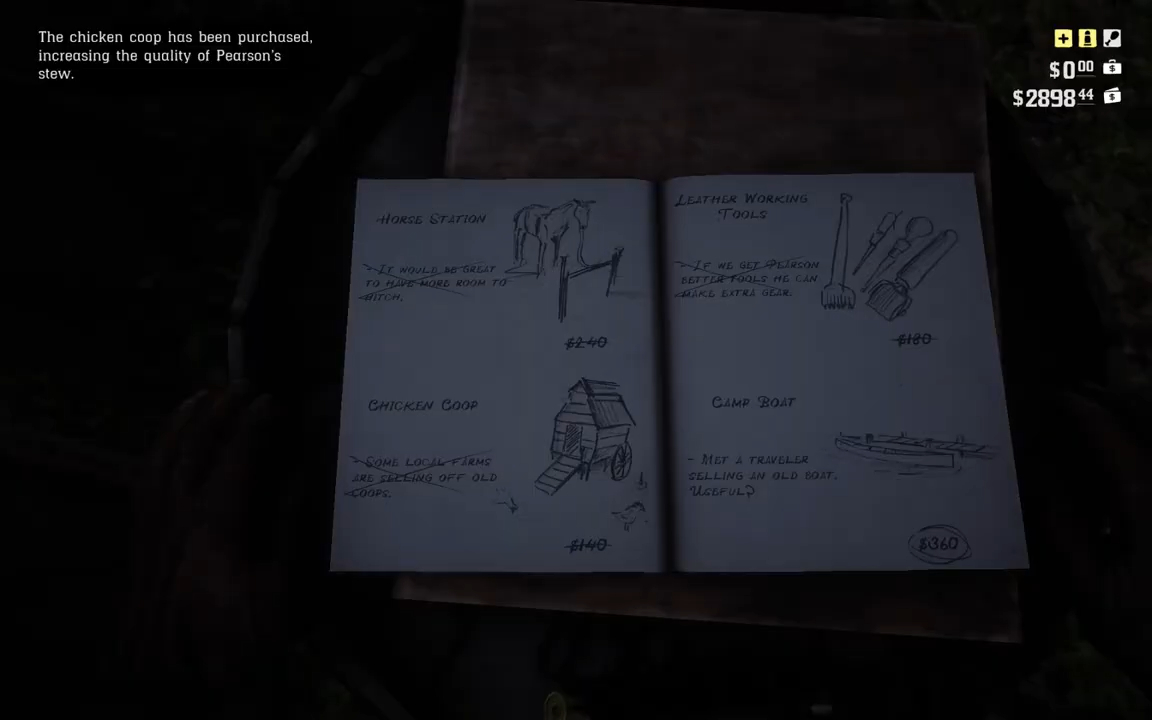 The chicken coop has been purchased,
increasing the quality of Pearson's
stew.
$0 00
$2898 44
Horse Station
- It would be great
to have more room to
hitch.
$240
Chicken Coop
- Some local farms
are selling off old
coops.
$140
Leather Working
Tools
- If we get Pearson
better tools he can
make extra gear.
$180
Camp Boat
- Met a traveler
selling an old boat.
Useful?
$360